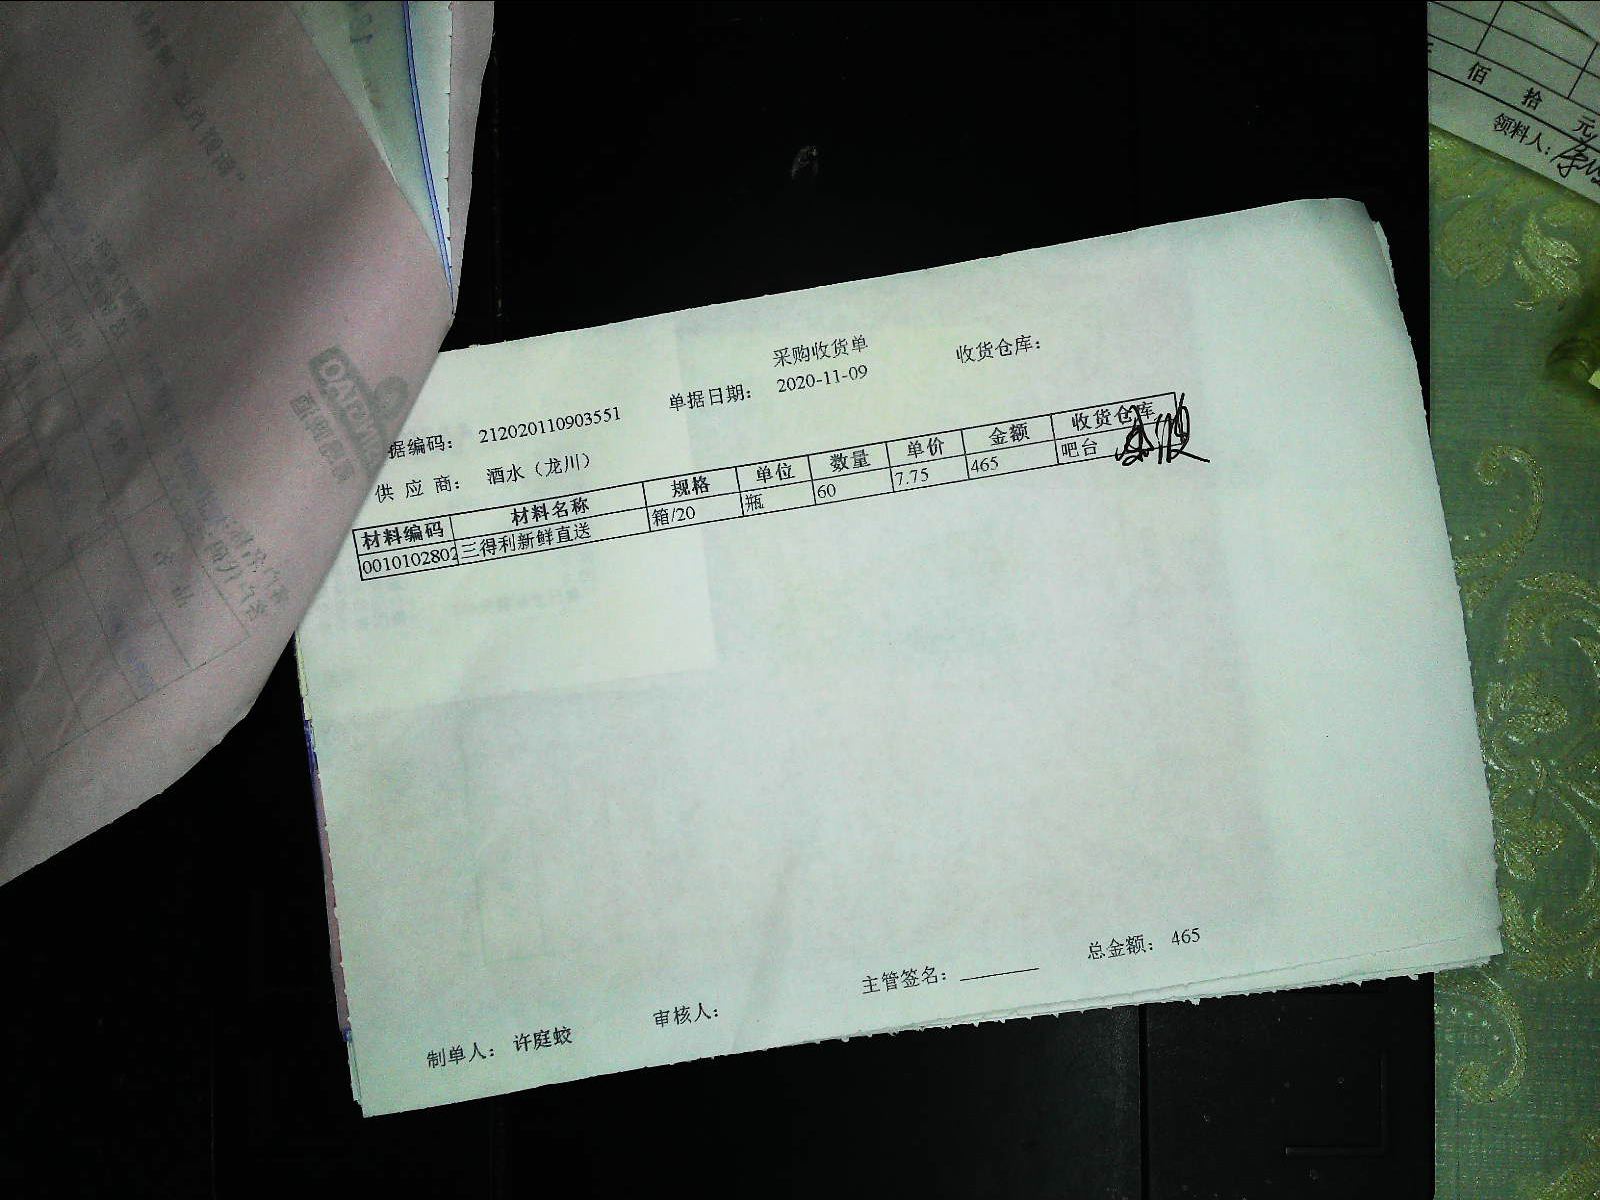 采购收货单
据编码： 212020110903551 单据日期： 2020-11-09 收货仓库：
供 应 商： 酒水（龙川）
材料编码 材料名称 规格 单位 数量 单价 金额 收货仓库
0010102802 三得利新鲜直送 箱/20 瓶 60 7.75 465 吧台
总金额： 465
制单人： 许庭蛟 审核人： 主管签名：
佰 拾 元
领料人：